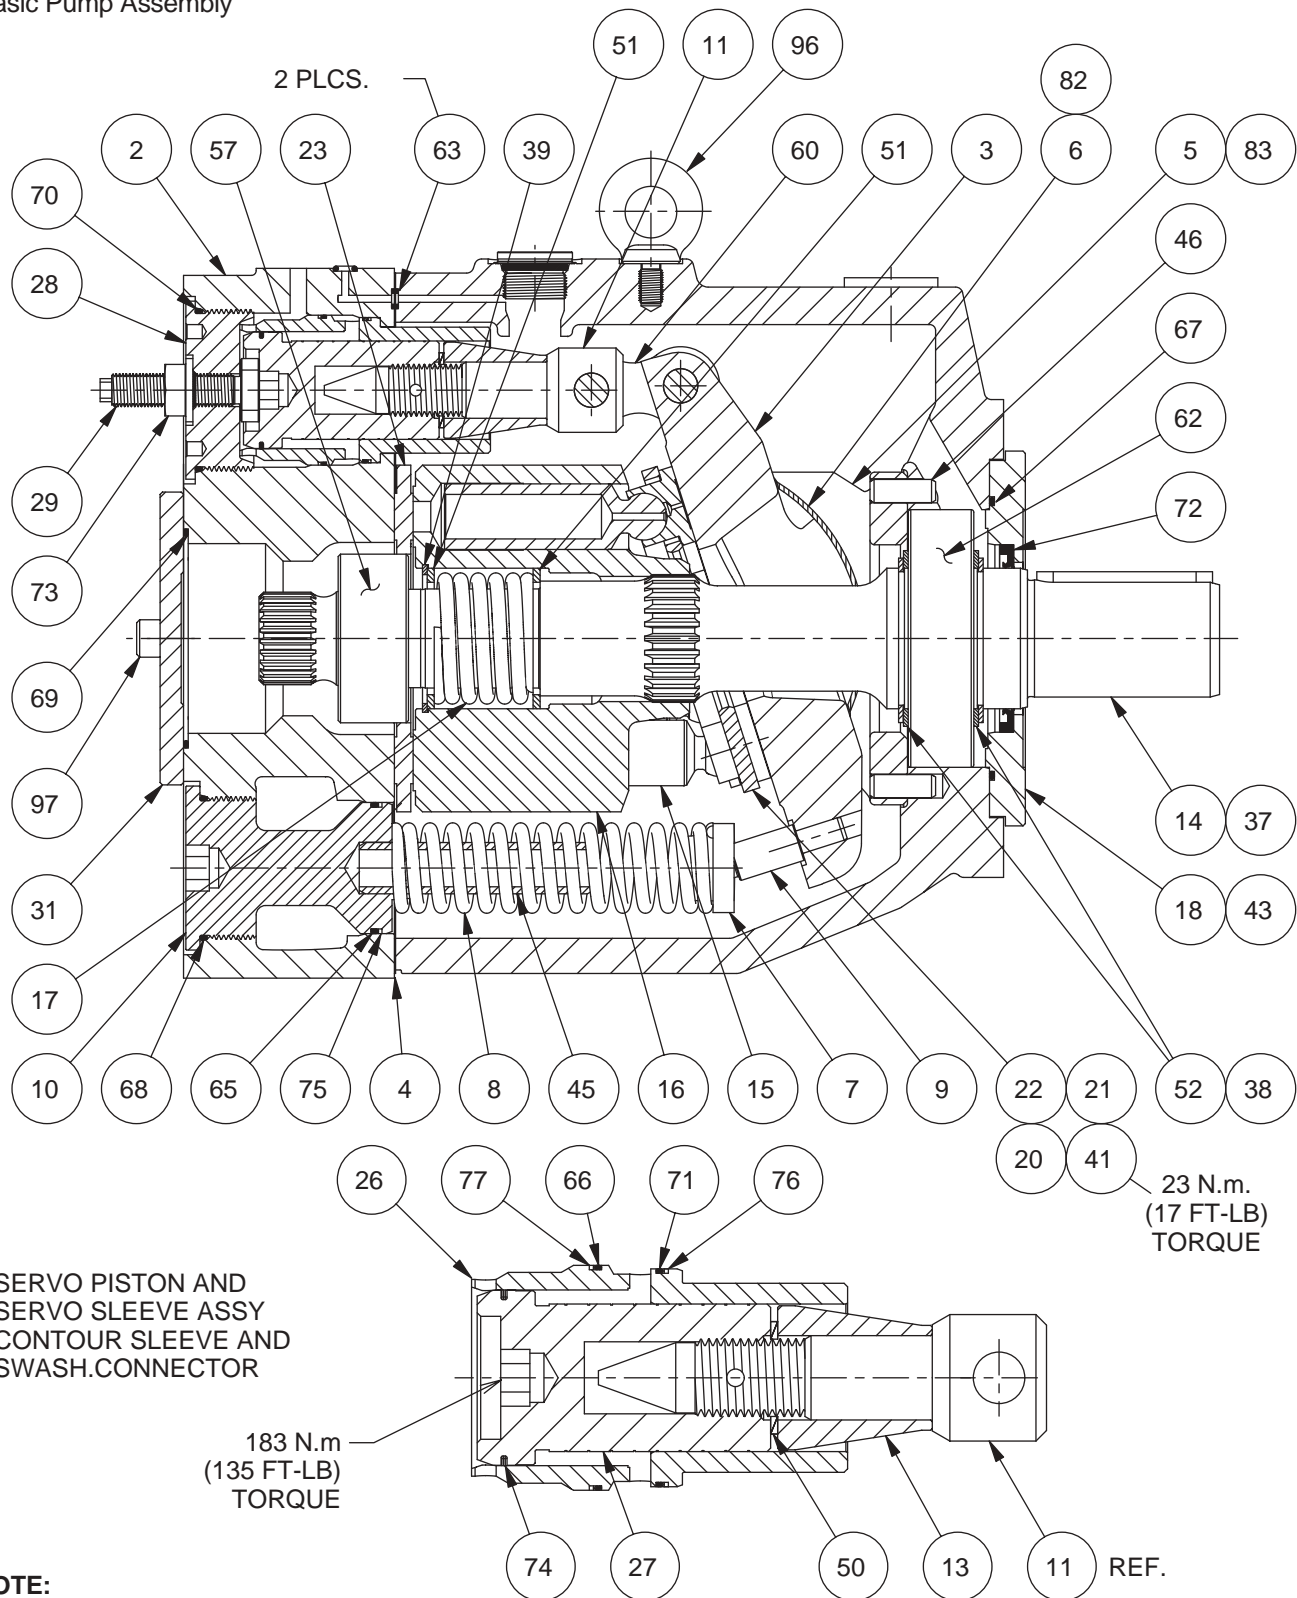 asic Pump Assembly
51 11 96
2 PLCS.
82
2 57 23 63 39 60 51 3 6 5 83
70
46
28
67
62
29
72
73
69
97
14 37
31
18 43
17
10 68 65 75 4 8 45 16 15 7 9 22 21 52 38
20 41
26 77 66 71 76
23 N.m.
(17 FT-LB)
TORQUE
SERVO PISTON AND
SERVO SLEEVE ASSY
CONTOUR SLEEVE AND
SWASH.CONNECTOR
183 N.m
(135 FT-LB)
TORQUE
74 27 50 13 11 REF.
OTE: